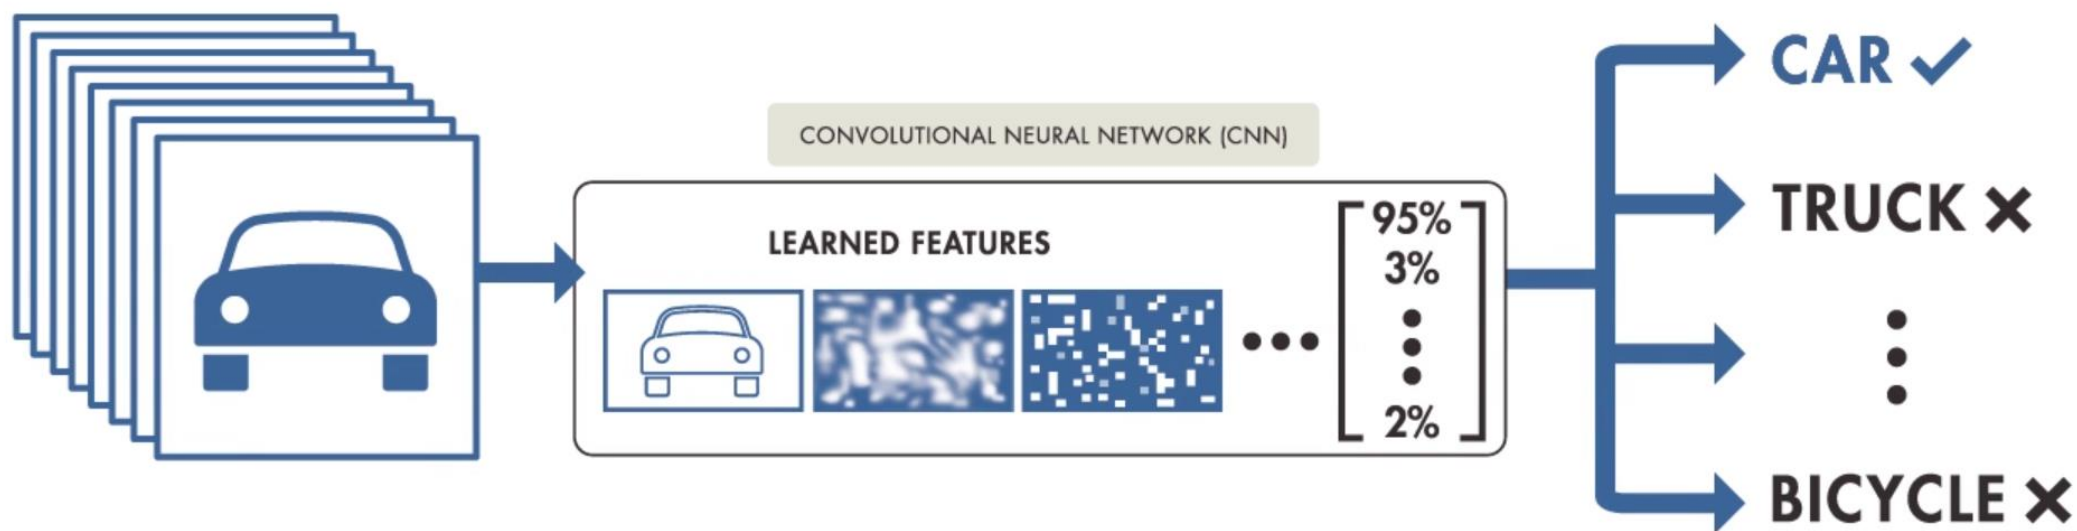 CONVOLUTIONAL NEURAL NETWORK (CNN)
LEARNED FEATURES
95%
3%
2%
CAR
TRUCK
BICYCLE